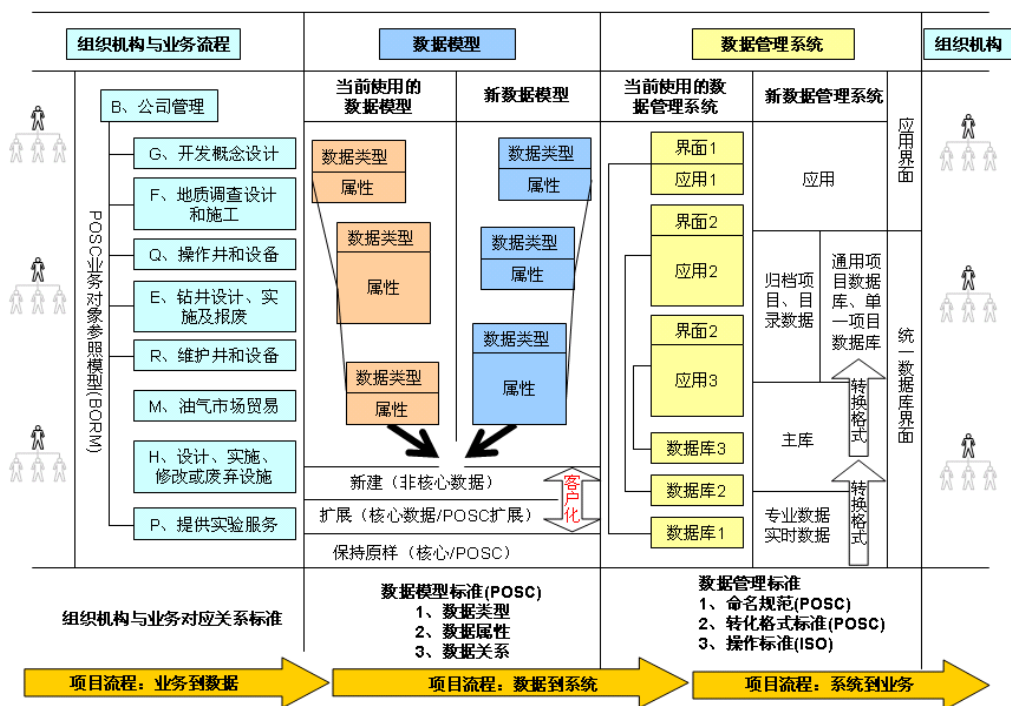 组织机构与业务流程
数据模型
数据管理系统
组织机构
当前使用的
数据模型
新数据模型
当前使用的数
据管理系统
新数据管理系统
应用界面
B、公司管理
G、开发概念设计
F、地质调查设计
和施工
Q、操作井和设备
E、钻井设计、实
施及报废
R、维护井和设备
M、油气市场贸易
H、设计、实施、
修改或废弃设施
P、提供实验服务
POSC业务对象参照模型(BORM)
数据类型
属性
数据类型
属性
数据类型
属性
数据类型
属性
数据类型
属性
数据类型
属性
新建（非核心数据）
扩展（核心数据/POSC扩展）
保持原样（核心/POSC）
客户化
界面1
应用1
界面2
应用2
界面2
应用3
数据库3
数据库2
数据库1
应用
归档项
目、目
录数据
通用项
目数据
库、单
一项目
数据库
主库
专业数据
实时数据
转换格式
转换格式
统一数据库界面
组织机构与业务对应关系标准
数据模型标准(POSC)
1、数据类型
2、数据属性
3、数据关系
数据管理标准
1、命名规范(POSC)
2、转化格式标准(POSC)
3、操作标准(ISO)
项目流程：业务到数据
项目流程：数据到系统
项目流程：系统到业务